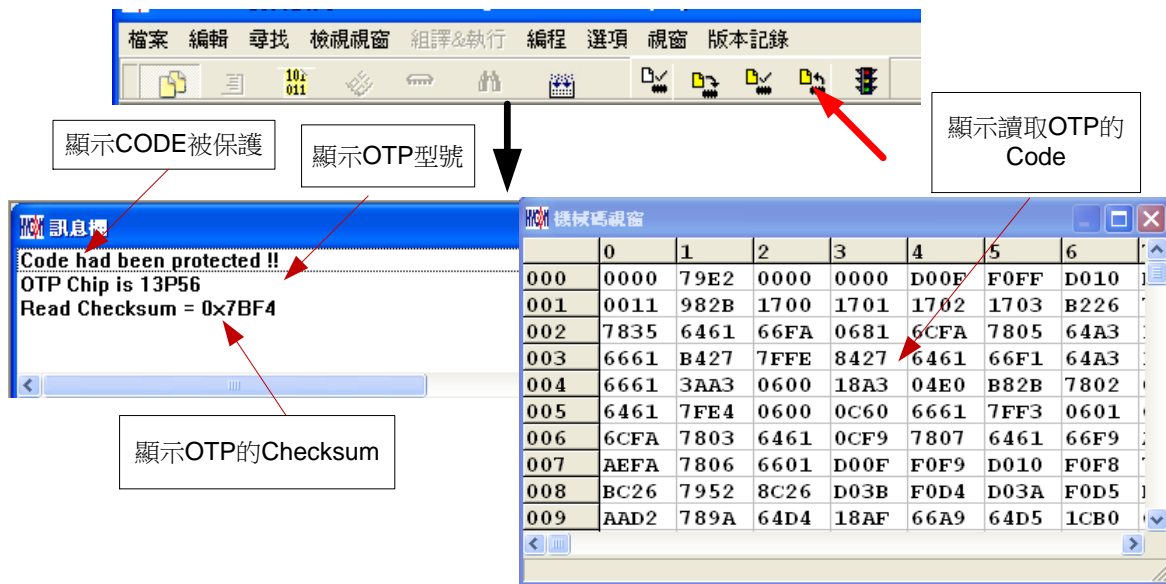 檔案 編輯 尋找 檢視視窗 組譯&執行 編程 選項 視窗 版本記錄
顯示CODE被保護
顯示OTP型號
顯示讀取OTP的
Code
訊息欄
Code had been protected !!
OTP Chip is 13P56
Read Checksum = 0x7BF4
顯示OTP的Checksum
機械碼視窗
0 1 2 3 4 5 6
000 0000 79E2 0000 0000 D00F F0FF D010
001 0011 982B 1700 1701 1702 1703 B226
002 7835 6461 66FA 0681 6CFA 7805 64A3
003 6661 B427 7FFE 8427 6461 66F1 64A3
004 6661 3AA3 0600 18A3 04E0 B82B 7802
005 6461 7FE4 0600 0C60 6661 7FF3 0601
006 6CFA 7803 6461 0CF9 7807 6461 66F9
007 AEFA 7806 6601 D00F F0F9 D010 F0F8
008 BC26 7952 8C26 D03B F0D4 D03A F0D5
009 AAD2 789A 64D4 18AF 66A9 64D5 1CB0